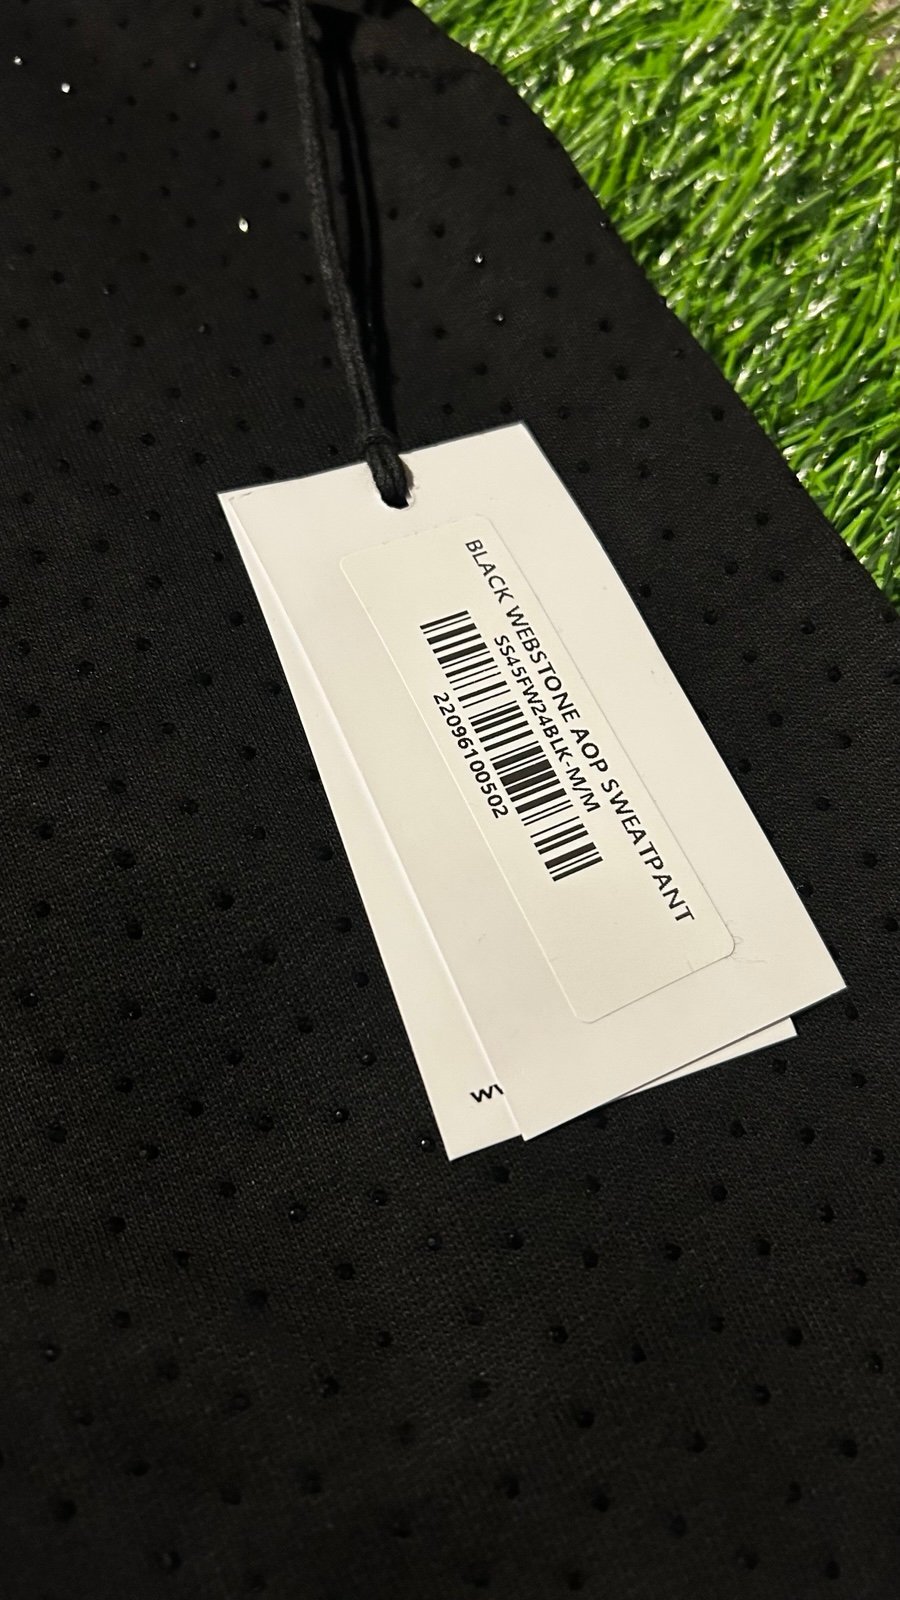 BLACK WEBSTONE AOP SWEATPANT
SS45FW24BLK-M/M
22096100502